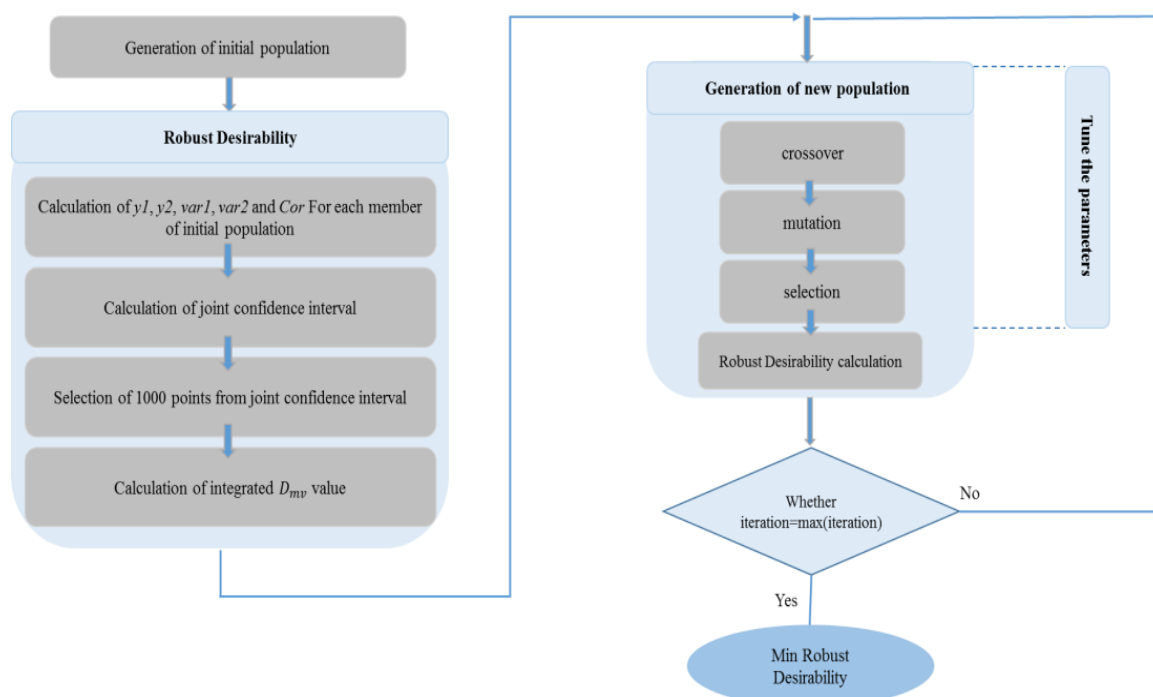 Generation of initial population
Robust Desirability
Calculation of y1, y2, var1, var2 and Cor For each member
of initial population
Calculation of joint confidence interval
Selection of 1000 points from joint confidence interval
Calculation of integrated D_{mv} value
Generation of new population
crossover
mutation
selection
Robust Desirability calculation
Tune the parameters
Whether
iteration=max(iteration)
No
Yes
Min Robust
Desirability